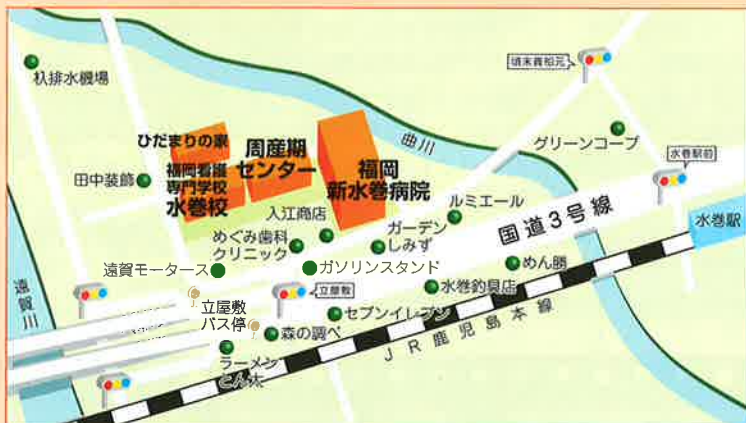 杁排水機場
頃末貴船元
曲川
グリーンコープ
水巻駅前
ひだまりの家
周産期
センター
福岡看護
専門学校
水巻校
福岡
新水巻病院
田中装飾
入江商店
ルミエール
国道3号線
水巻駅
めぐみ歯科
クリニック
ガーデン
しみず
遠賀モータース
ガソリンスタンド
めん勝
遠賀川
立屋敷
水巻釣具店
立屋敷
バス停
セブンイレブン
森の調べ
JR鹿児島本線
ラーメン
とん太